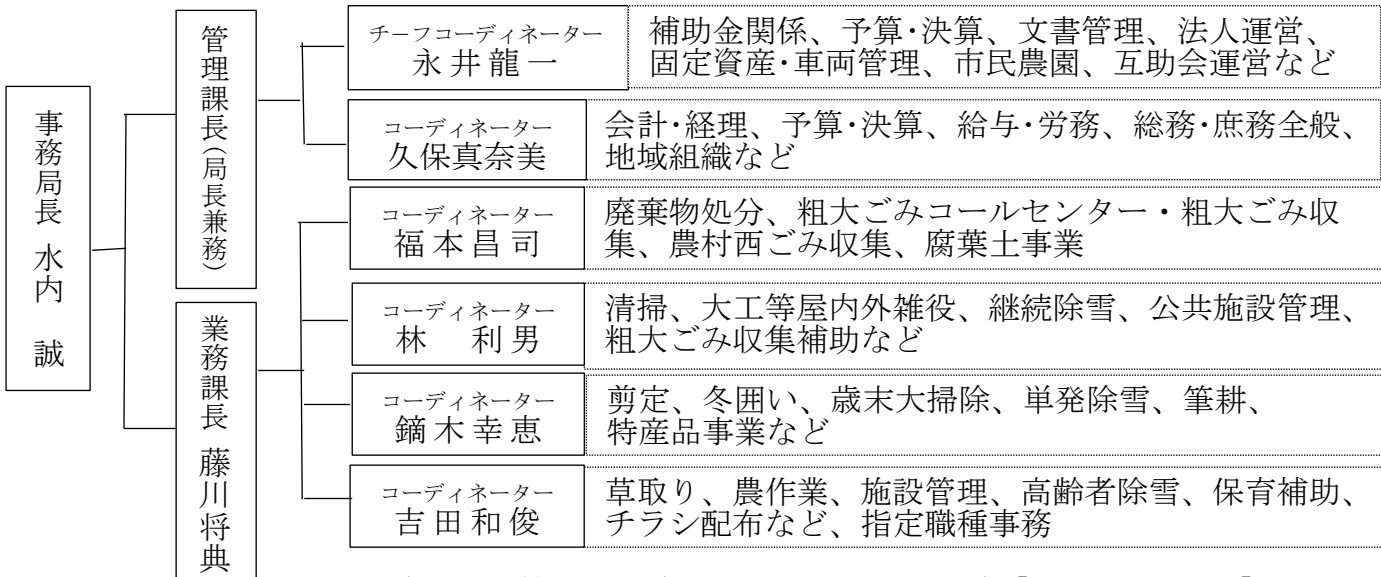 事務局長 水内 誠
管理課長（局長兼務）
チーフコーディネーター
永井龍一
補助金関係、予算・決算、文書管理、法人運営、
固定資産・車両管理、市民農園、互助会運営など
コーディネーター
久保真奈美
会計・経理、予算・決算、給与・労務、総務・庶務全般、
地域組織など
業務課長 藤川将典
コーディネーター
福本昌司
廃棄物処分、粗大ごみコールセンター・粗大ごみ収
集、農村西ごみ収集、腐葉土事業
コーディネーター
林 利男
清掃、大工等屋内外雑役、継続除雪、公共施設管理、
粗大ごみ収集補助など
コーディネーター
鏑木幸恵
剪定、冬囲い、歳末大掃除、単発除雪、筆耕、
特産品事業など
コーディネーター
吉田和俊
草取り、農作業、施設管理、高齢者除雪、保育補助、
チラシ配布など、指定職種事務